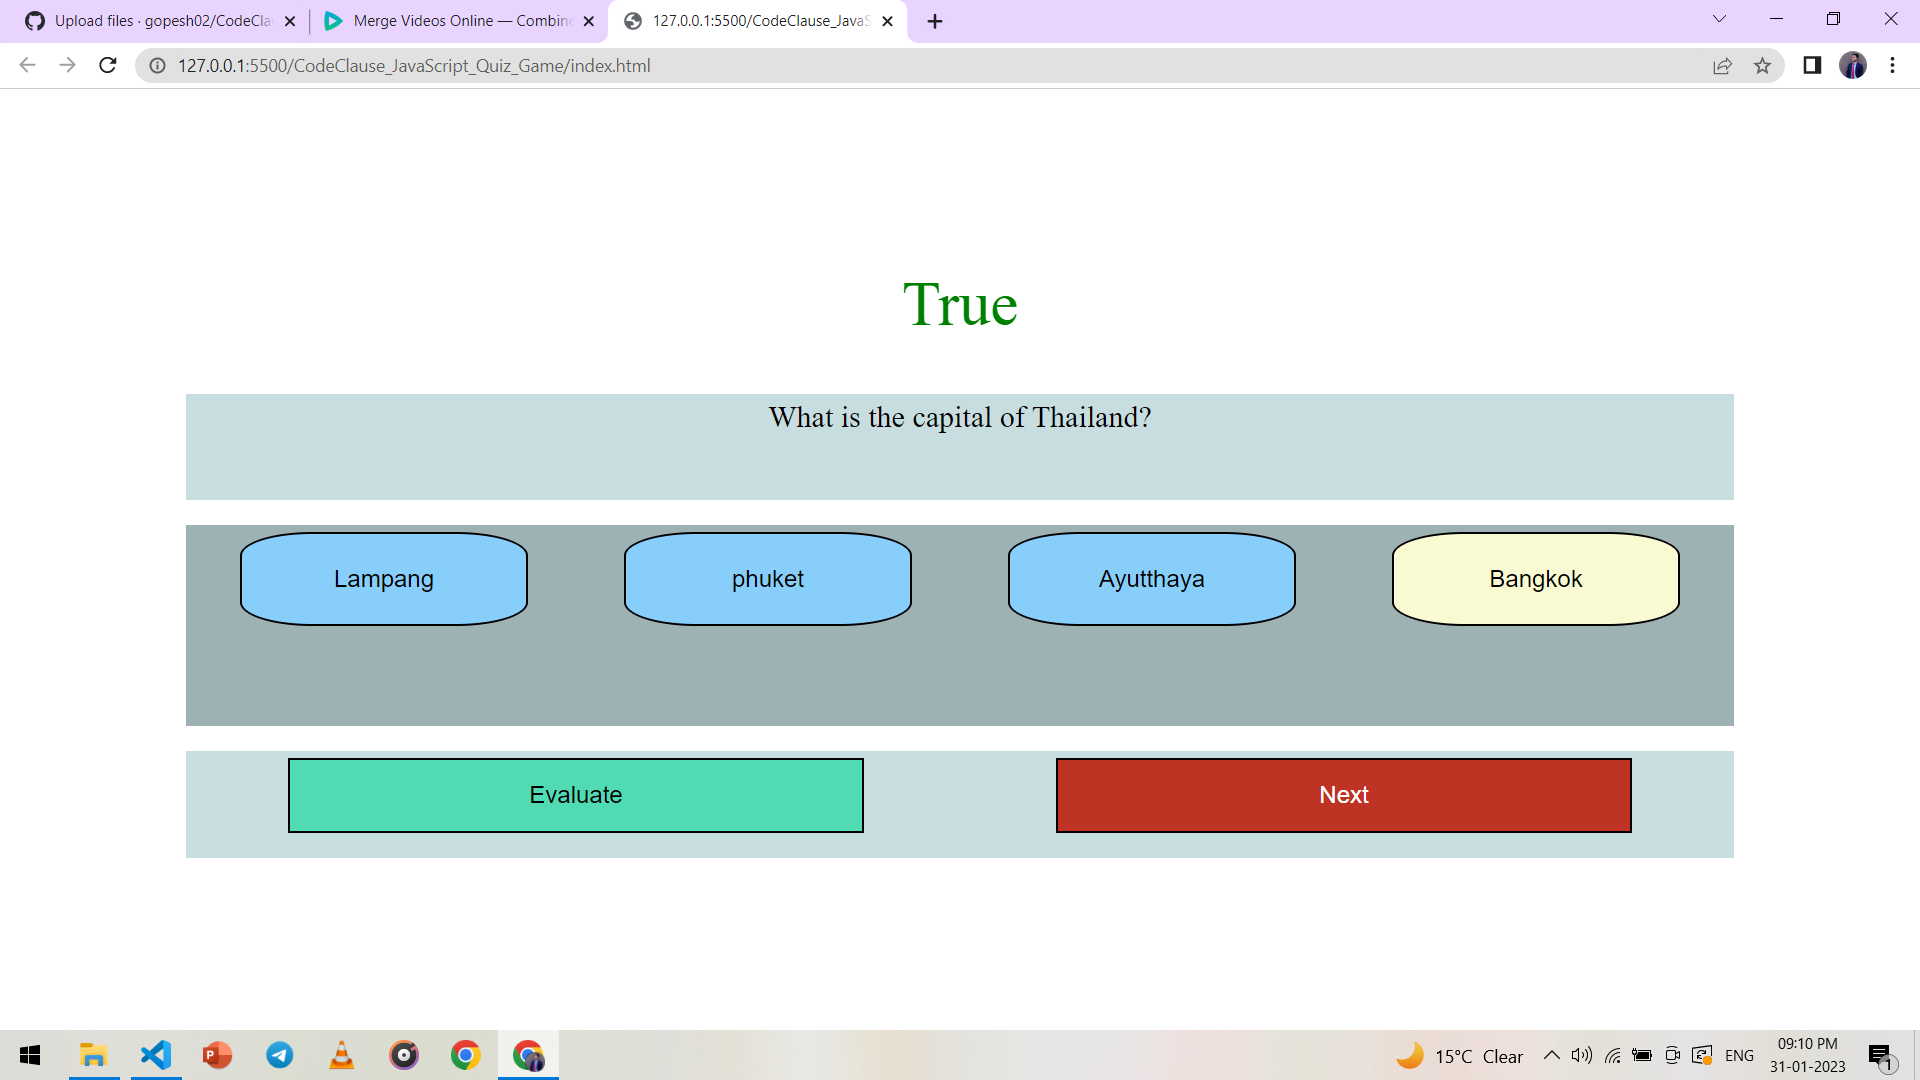 Upload files · gopesh02/CodeCla
Merge Videos Online — Combine
127.0.0.1:5500/CodeClause_JavaS
127.0.0.1:5500/CodeClause_JavaScript_Quiz_Game/index.html
True
What is the capital of Thailand?
Lampang
phuket
Ayutthaya
Bangkok
Evaluate
Next
15°C Clear
ENG
09:10 PM
31-01-2023
1